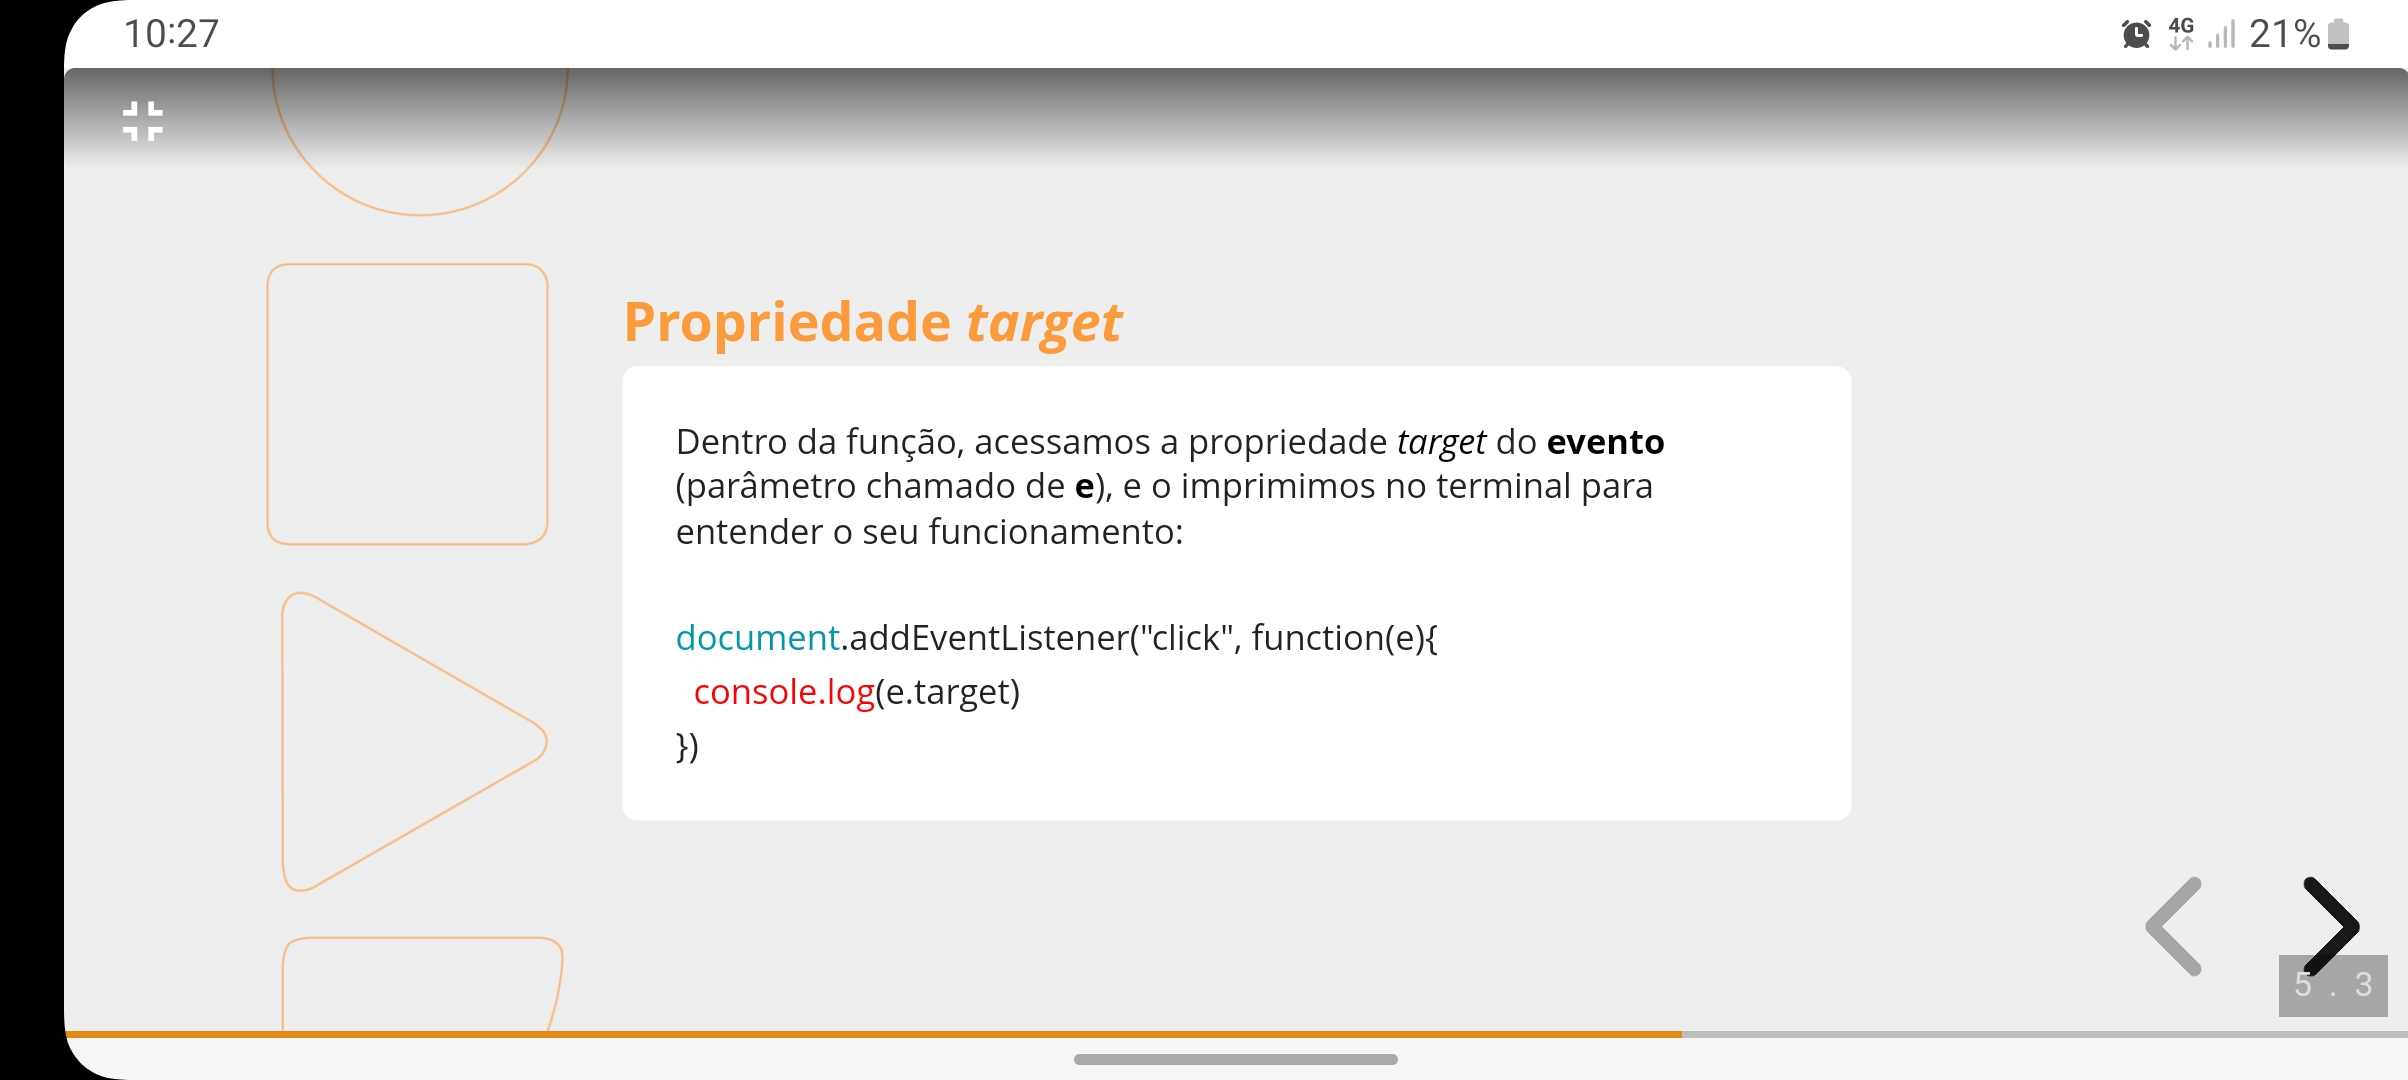 10:27
4G 21%
Propriedade target
Dentro da função, acessamos a propriedade target do evento
(parâmetro chamado de e), e o imprimimos no terminal para
entender o seu funcionamento:
document.addEventListener("click", function(e){
console.log(e.target)
})
5 . 3